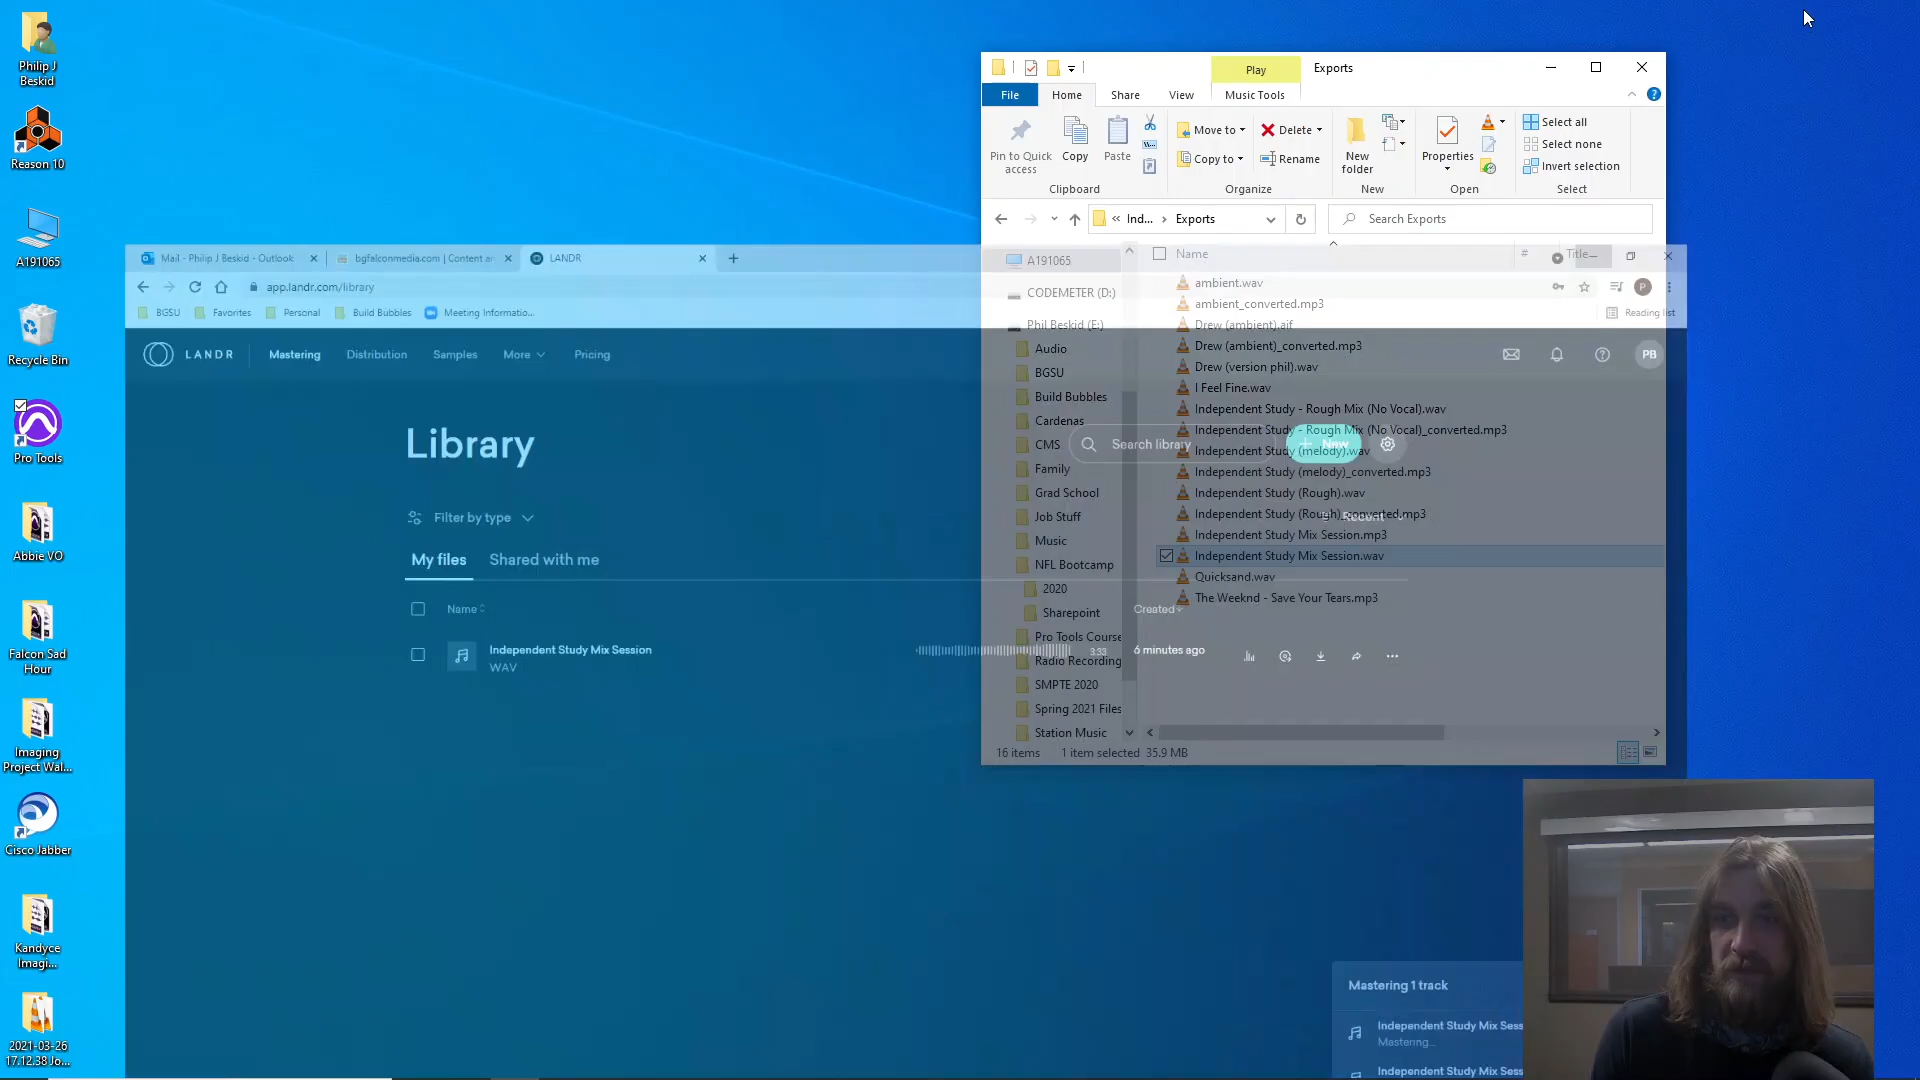 Philip J
Beskid
Reason 10
A191065
Recycle Bin
Pro Tools
Abbie VO
Falcon Sad
Hour
Imaging
Project Wal...
Cisco Jabber
Kandyce
Imagi...
2021-03-26
17.12.38 Jo...
Play
Exports
File
Home
Share
View
Music Tools
Pin to Quick
access
Copy
Paste
Clipboard
Move to
Copy to
Delete
Rename
Organize
New
folder
New
Properties
Open
Select all
Select none
Invert selection
Select
« Ind... > Exports
Search Exports
Name
#
Title
A191065
CODEMETER (D:)
Phil Beskid (E:)
Audio
BGSU
Build Bubbles
Cardenas
CMS
Family
Grad School
Job Stuff
Music
NFL Bootcamp
2020
Sharepoint
Pro Tools Course
Radio Recording
SMPTE 2020
Spring 2021 Files
Station Music
ambient.wav
ambient_converted.mp3
Drew (ambient).aif
Drew (ambient)_converted.mp3
Drew (version phil).wav
I Feel Fine.wav
Independent Study - Rough Mix (No Vocal).wav
Independent Study - Rough Mix (No Vocal)_converted.mp3
Independent Study (melody).wav
Independent Study (melody)_converted.mp3
Independent Study (Rough).wav
Independent Study (Rough)_converted.mp3
Independent Study Mix Session.mp3
Independent Study Mix Session.wav
Quicksand.wav
The Weeknd - Save Your Tears.mp3
16 items
1 item selected 35.9 MB
Mail - Philip J Beskid - Outlook
bgfalconmedia.com | Content an
LANDR
app.landr.com/library
BGSU
Favorites
Personal
Build Bubbles
Meeting Informatio...
Reading list
P
LANDR
Mastering
Distribution
Samples
More
Pricing
PB
Library
Search library
+ New
Filter by type
Recent
My files
Shared with me
Name
Created
Independent Study Mix Session
WAV
3:33
6 minutes ago
Mastering 1 track
Independent Study Mix Sess
Mastering...
Independent Study Mix Sess